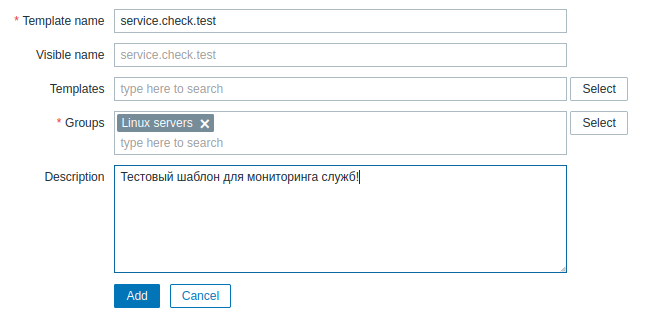 * Template name service.check.test
Visible name service.check.test
Templates type here to search Select
* Groups Linux servers Select
type here to search
Description Тестовый шаблон для мониторинга служб!
Add Cancel